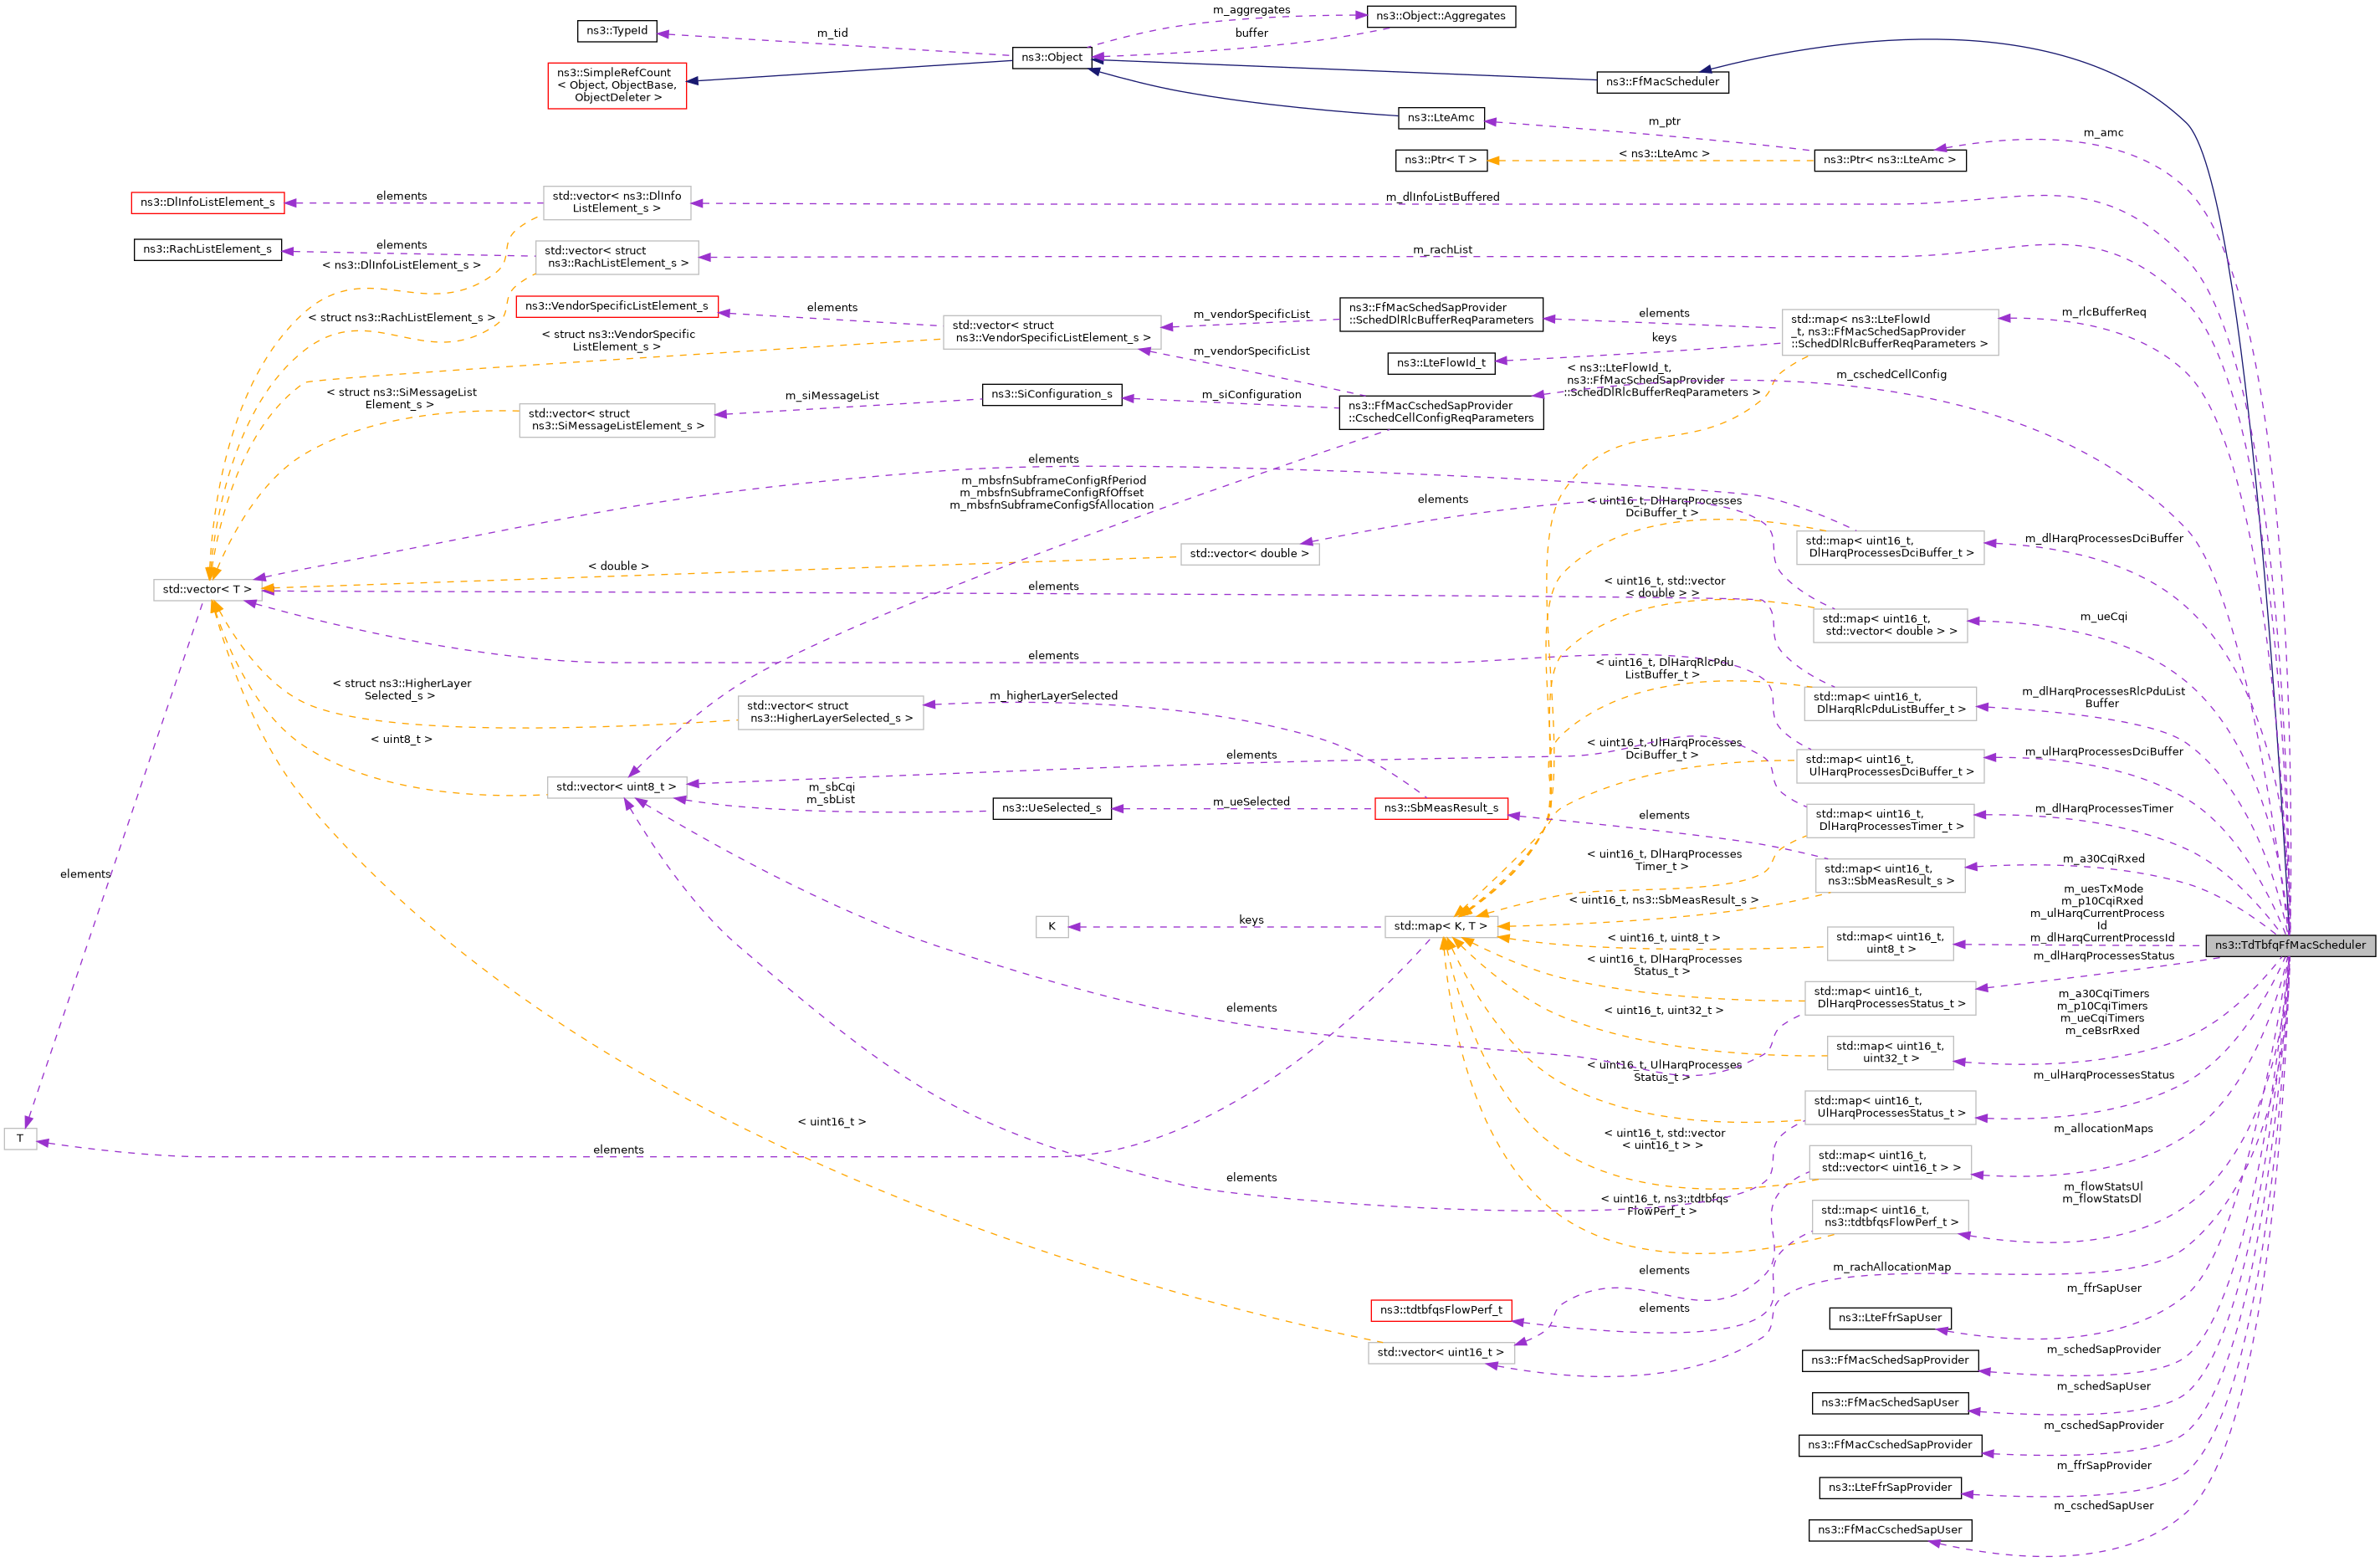 m_aggregates
ns3::Object::Aggregates
ns3::TypeId
m_tid
buffer
ns3::Object
ns3::SimpleRefCount
< Object, ObjectBase,
ObjectDeleter >
ns3::FfMacScheduler
ns3::LteAmc
m_ptr
m_amc
ns3::Ptr< T >
< ns3::LteAmc >
ns3::Ptr< ns3::LteAmc >
ns3::DlInfoListElement_s
elements
std::vector< ns3::DlInfo
ListElement_s >
m_dlInfoListBuffered
ns3::RachListElement_s
elements
std::vector< struct
ns3::RachListElement_s >
m_rachList
< ns3::DlInfoListElement_s >
< struct ns3::RachListElement_s >
ns3::VendorSpecificListElement_s
elements
std::vector< struct
ns3::VendorSpecificListElement_s >
m_vendorSpecificList
ns3::FfMacSchedSapProvider
::SchedDlRlcBufferReqParameters
elements
keys
std::map< ns3::LteFlowId
_t, ns3::FfMacSchedSapProvider
::SchedDlRlcBufferReqParameters >
m_rlcBufferReq
< struct ns3::VendorSpecific
ListElement_s >
m_vendorSpecificList
ns3::LteFlowId_t
< ns3::LteFlowId_t,
ns3::FfMacSchedSapProvider
::SchedDlRlcBufferReqParameters >
m_cschedCellConfig
< struct ns3::SiMessageList
Element_s >
std::vector< struct
ns3::SiMessageListElement_s >
m_siMessageList
ns3::SiConfiguration_s
m_siConfiguration
ns3::FfMacCschedSapProvider
::CschedCellConfigReqParameters
elements
m_mbsfnSubframeConfigRfPeriod
m_mbsfnSubframeConfigRfOffset
m_mbsfnSubframeConfigSfAllocation
elements
< uint16_t, DlHarqProcesses
DciBuffer_t >
std::map< uint16_t,
DlHarqProcessesDciBuffer_t >
m_dlHarqProcessesDciBuffer
std::vector< double >
< double >
std::vector< T >
elements
< uint16_t, std::vector
< double > >
std::map< uint16_t,
std::vector< double > >
m_ueCqi
elements
< uint16_t, DlHarqRlcPdu
ListBuffer_t >
std::map< uint16_t,
DlHarqRlcPduListBuffer_t >
m_dlHarqProcessesRlcPduList
Buffer
< struct ns3::HigherLayer
Selected_s >
std::vector< struct
ns3::HigherLayerSelected_s >
m_higherLayerSelected
< uint8_t >
elements
< uint16_t, UlHarqProcesses
DciBuffer_t >
std::map< uint16_t,
UlHarqProcessesDciBuffer_t >
m_ulHarqProcessesDciBuffer
std::vector< uint8_t >
m_sbCqi
m_sbList
ns3::UeSelected_s
m_ueSelected
ns3::SbMeasResult_s
elements
std::map< uint16_t,
DlHarqProcessesTimer_t >
m_dlHarqProcessesTimer
< uint16_t, DlHarqProcesses
Timer_t >
std::map< uint16_t,
ns3::SbMeasResult_s >
m_a30CqiRxed
elements
< uint16_t, ns3::SbMeasResult_s >
K
keys
std::map< K, T >
< uint16_t, uint8_t >
std::map< uint16_t,
uint8_t >
m_uesTxMode
m_p10CqiRxed
m_ulHarqCurrentProcess
Id
m_dlHarqCurrentProcessId
ns3::TdTbfqFfMacScheduler
< uint16_t, DlHarqProcesses
Status_t >
std::map< uint16_t,
DlHarqProcessesStatus_t >
m_dlHarqProcessesStatus
elements
< uint16_t, uint32_t >
std::map< uint16_t,
uint32_t >
m_a30CqiTimers
m_p10CqiTimers
m_ueCqiTimers
m_ceBsrRxed
< uint16_t, UlHarqProcesses
Status_t >
std::map< uint16_t,
UlHarqProcessesStatus_t >
m_ulHarqProcessesStatus
T
elements
< uint16_t >
elements
< uint16_t, std::vector
< uint16_t > >
std::map< uint16_t,
std::vector< uint16_t > >
m_allocationMaps
< uint16_t, ns3::tdtbfqs
FlowPerf_t >
std::map< uint16_t,
ns3::tdtbfqsFlowPerf_t >
m_flowStatsUl
m_flowStatsDl
elements
m_rachAllocationMap
ns3::tdtbfqsFlowPerf_t
elements
std::vector< uint16_t >
ns3::LteFfrSapUser
m_ffrSapUser
ns3::FfMacSchedSapProvider
m_schedSapProvider
ns3::FfMacSchedSapUser
m_schedSapUser
ns3::FfMacCschedSapProvider
m_cschedSapProvider
ns3::LteFfrSapProvider
m_ffrSapProvider
ns3::FfMacCschedSapUser
m_cschedSapUser